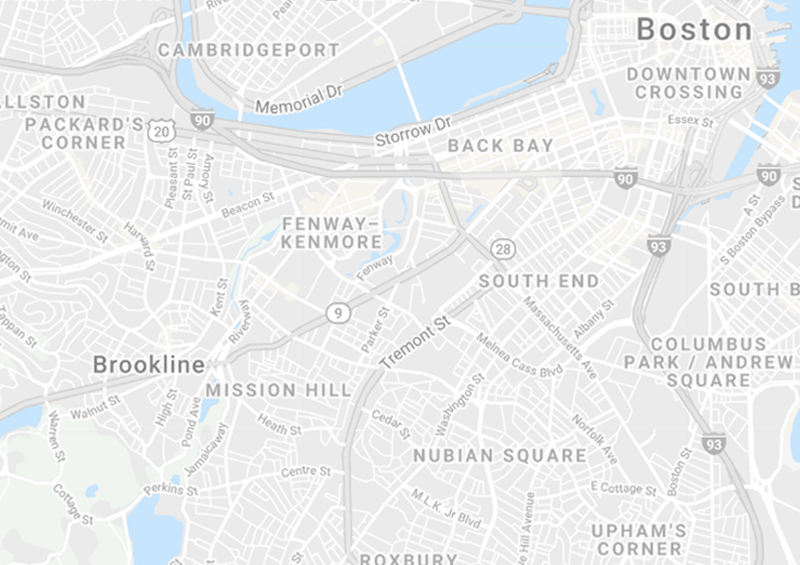 Boston
CAMBRIDGEPORT
DOWNTOWN
CROSSING
93
Memorial Dr
ALLSTON
PACKARD'S
CORNER
20
90
Storrow Dr
Essex St
BACK BAY
Pleasant St
St Paul St
Amory St
90
90
Beacon St
A St
S Boston Bypass
Winchester St
Harvard St
FENWAY–
KENMORE
28
93
Fenway
SOUTH END
SOUTH B
Kent St
Riverway
9
Parker St
Tremont St
Massachusetts Ave
Albany St
Tappan St
Melnea Cass Blvd
COLUMBUS
PARK / ANDREW
SQUARE
Brookline
MISSION HILL
Washington St
Walnut St
High St
Pond Ave
Warren St
Jamaicaway
Heath St
Cedar St
Norfolk Ave
93
NUBIAN SQUARE
Centre St
Boston St
Perkins St
Cottage St
E Cottage St
M.L.K. Jr Blvd
Hill Avenue
UPHAM'S
CORNER
ROXBURY